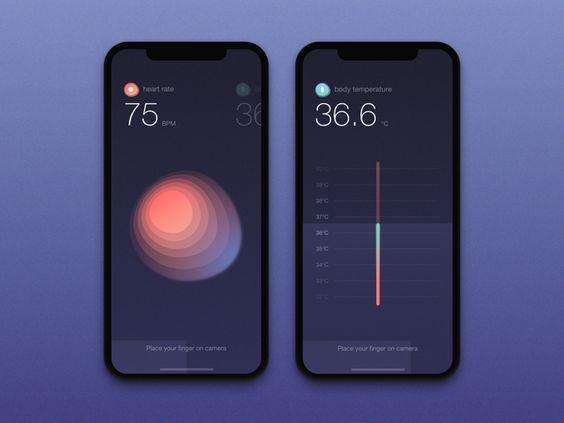 heart rate
75 BPM
36
Place your finger on camera
body temperature
36.6 °C
40°C
39°C
38°C
37°C
36°C
35°C
34°C
33°C
32°C
Place your finger on camera